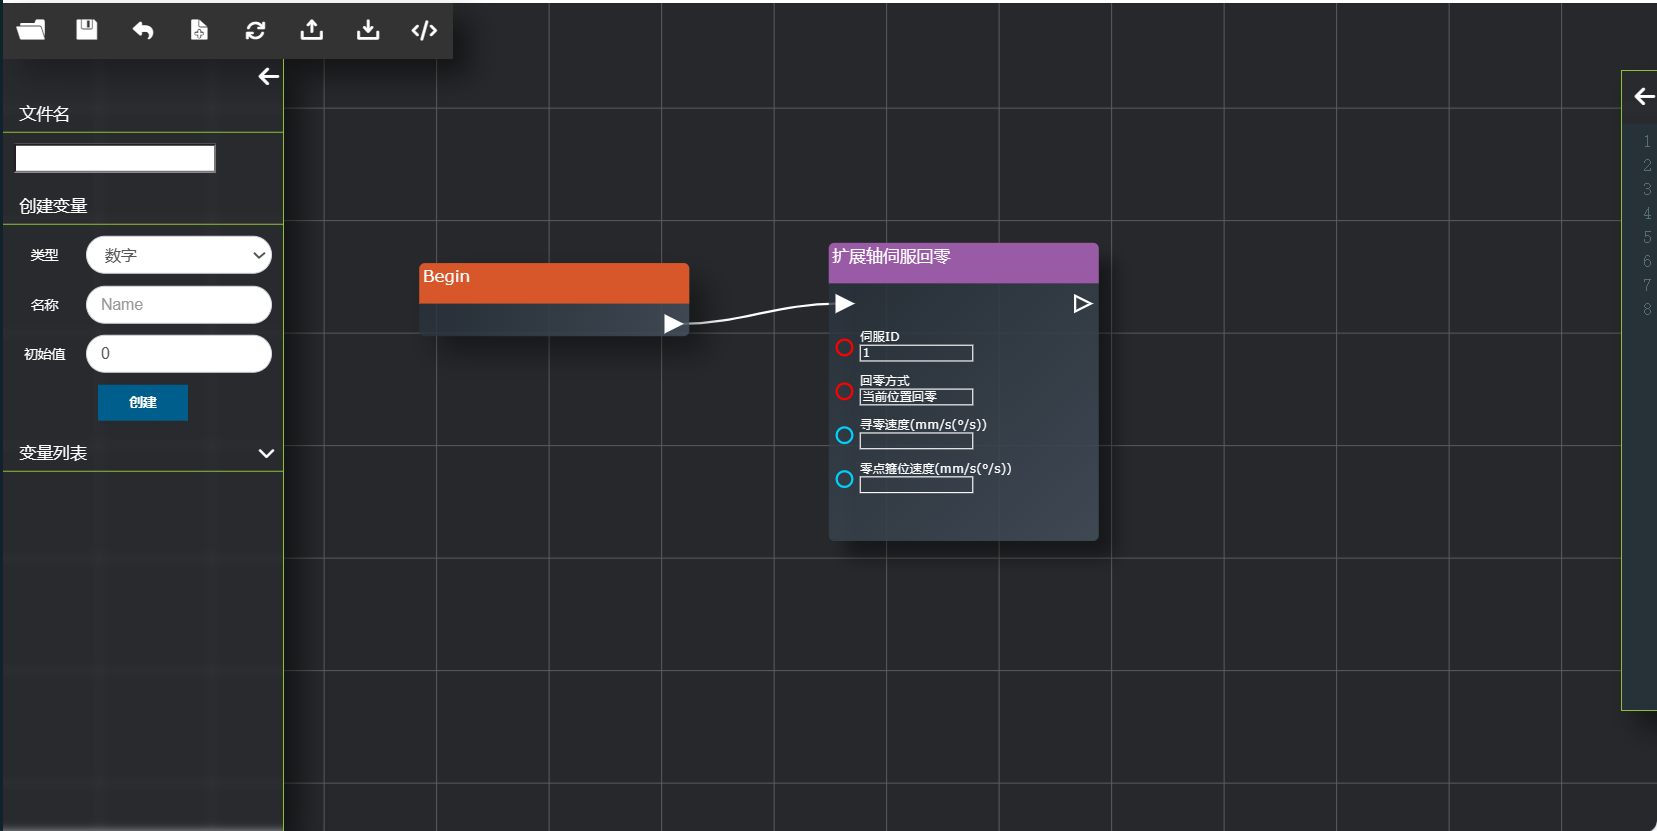 文件名
创建变量
类型
数字
名称
Name
初始值
0
创建
变量列表
Begin
扩展轴伺服回零
伺服ID
1
回零方式
当前位置回零
寻零速度(mm/s(°/s))
零点箍位速度(mm/s(°/s))
1
2
3
4
5
6
7
8